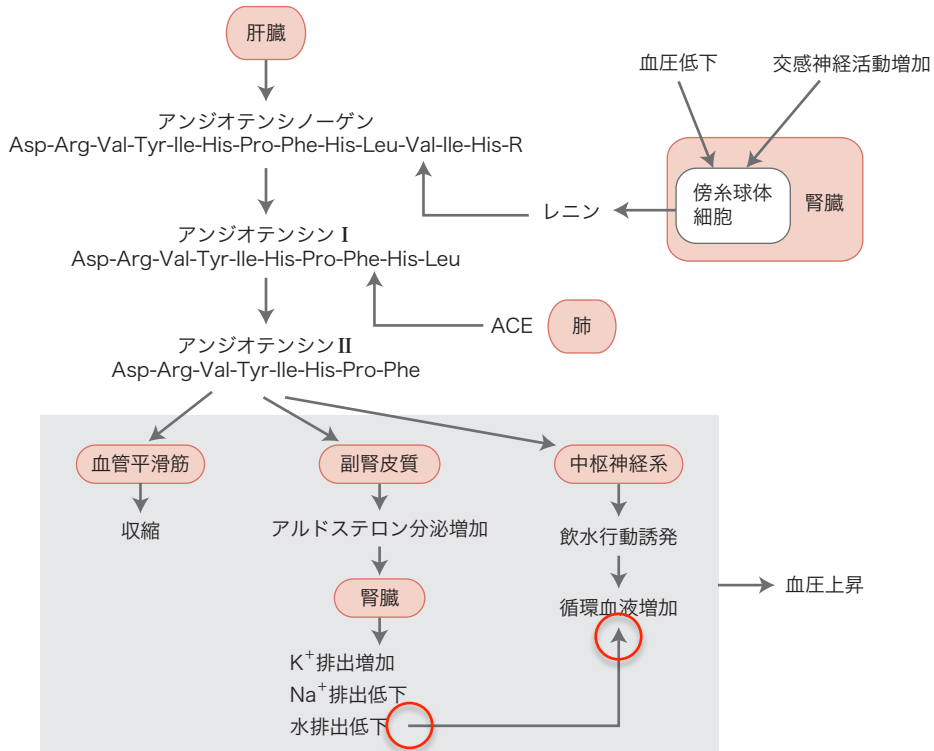 肝臓
血圧低下
交感神経活動増加
アンジオテンシノーゲン
Asp-Arg-Val-Tyr-Ile-His-Pro-Phe-His-Leu-Val-Ile-His-R
傍糸球体
細胞
腎臓
レニン
アンジオテンシン I
Asp-Arg-Val-Tyr-Ile-His-Pro-Phe-His-Leu
ACE
肺
アンジオテンシン II
Asp-Arg-Val-Tyr-Ile-His-Pro-Phe
血管平滑筋
副腎皮質
中枢神経系
収縮
アルドステロン分泌増加
飲水行動誘発
血圧上昇
腎臓
循環血液増加
K⁺排出増加
Na⁺排出低下
水排出低下